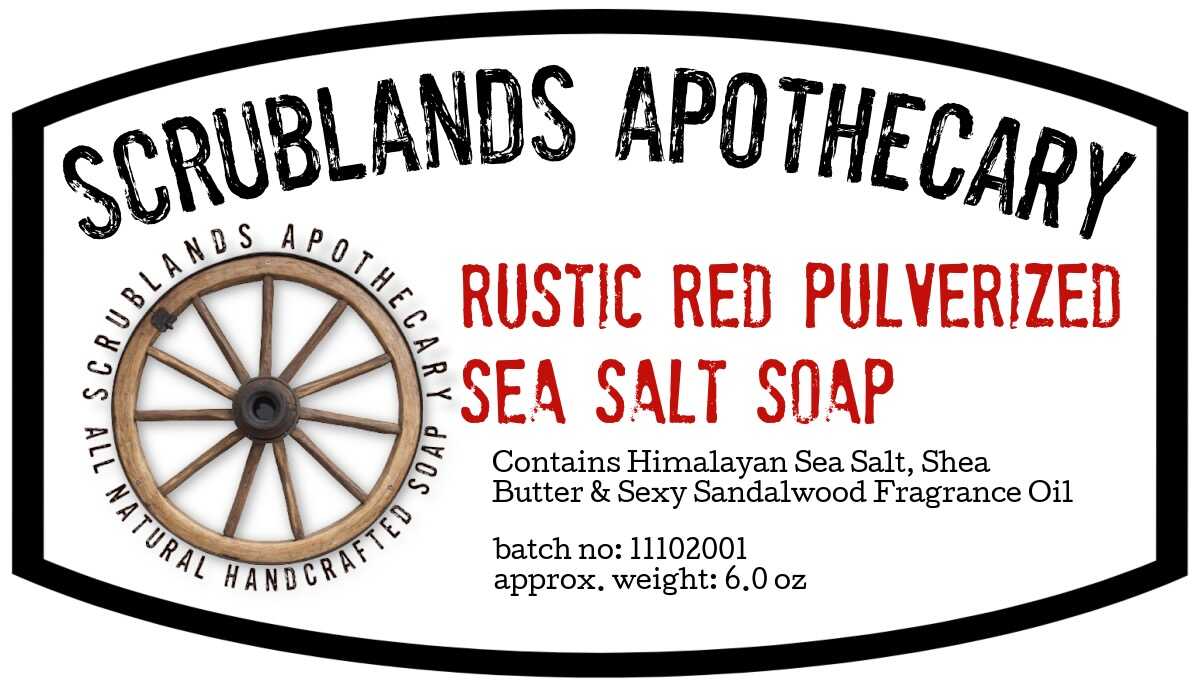 SCRUBLANDS APOTHECARY
SCRUBLANDS APOTHECARY
ALL NATURAL HANDCRAFTED SOAP
RUSTIC RED PULVERIZED
SEA SALT SOAP
Contains Himalayan Sea Salt, Shea
Butter & Sexy Sandalwood Fragrance Oil
batch no: 11102001
approx. weight: 6.0 oz